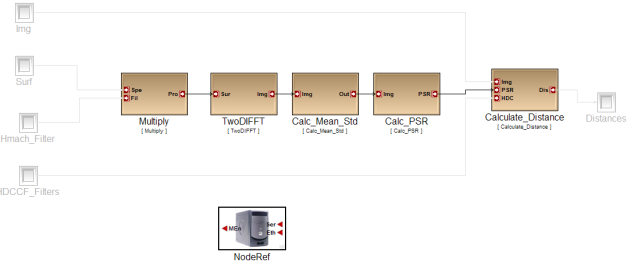 Img
Surf
Hmach_Filter
HDCCF_Filters
Spe
Fil
Pro
Multiply
[ Multiply ]
Sur
Img
TwoDIFFT
[ TwoDIFFT ]
Img
Out
Calc_Mean_Std
[ Calc_Mean_Std ]
Img
PSR
Calc_PSR
[ Calc_PSR ]
Img
PSR
HDC
Dis
Calculate_Distance
[ Calculate_Distance ]
Distances
MEn
Ser
Eth
NodeRef